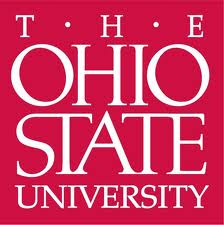 T · H · E
OHIO
STATE
UNIVERSITY